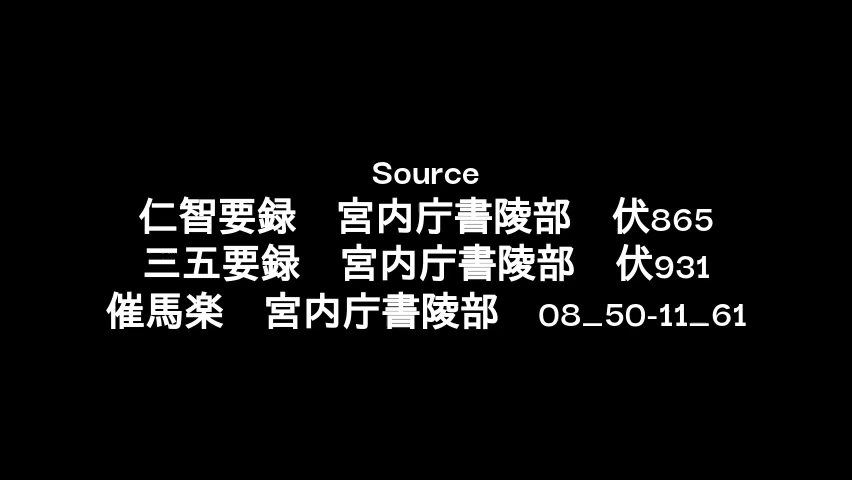 Source
仁智要録　宮内庁書陵部　伏865
三五要録　宮内庁書陵部　伏931
催馬楽　宮内庁書陵部　08_50-11_61